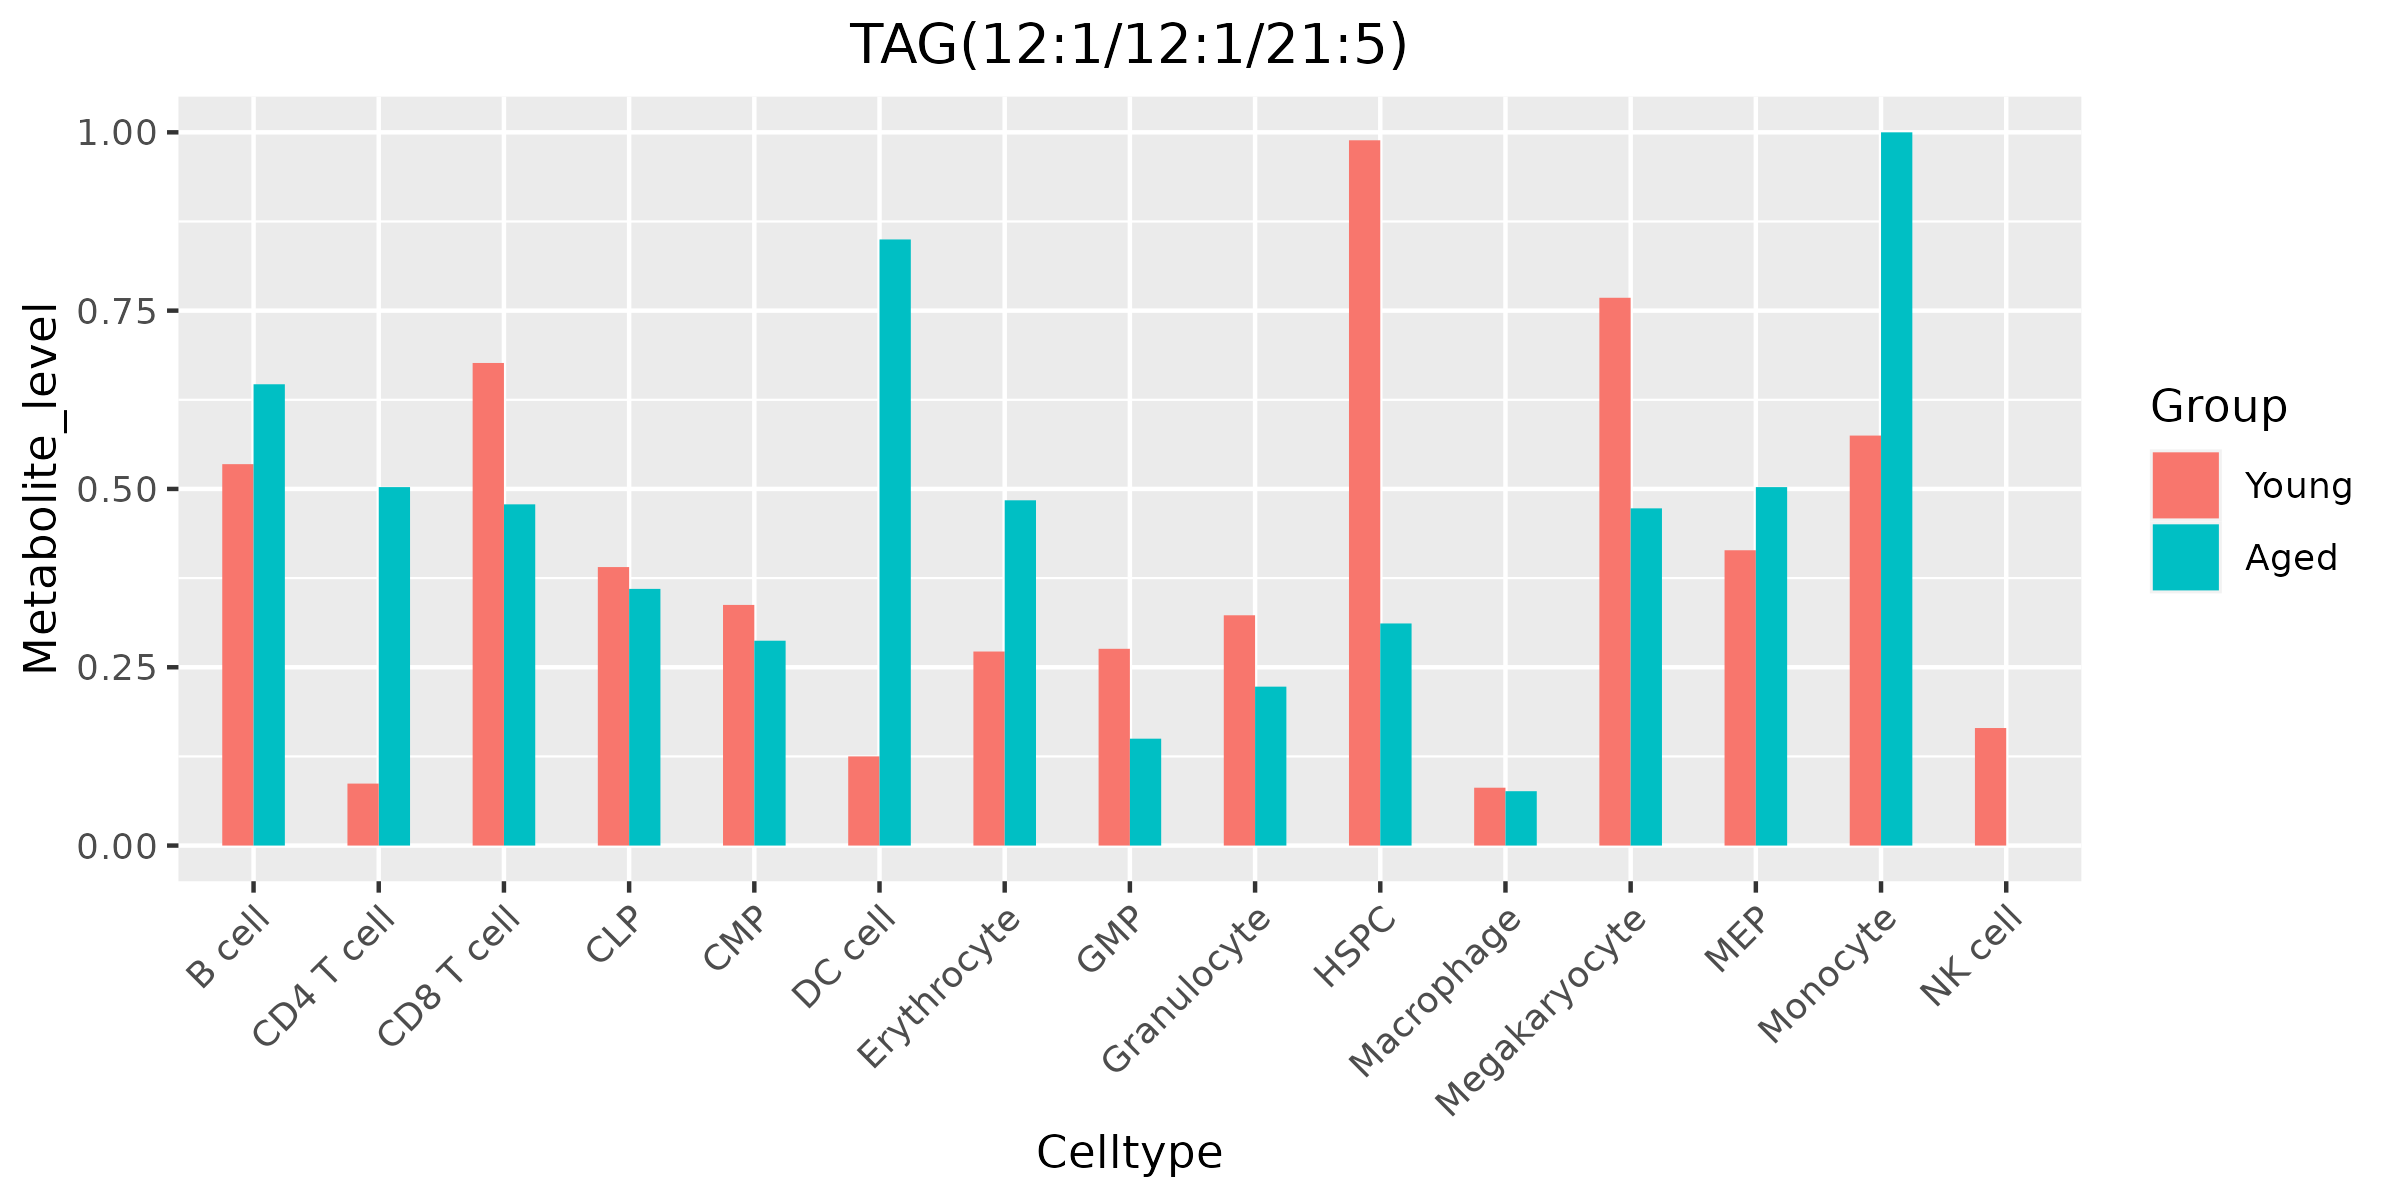 TAG(12:1/12:1/21:5)
Metabolite_level
1.00
0.75
0.50
0.25
0.00
B cell
CD4 T cell
CD8 T cell
CLP
CMP
DC cell
Erythrocyte
GMP
Granulocyte
HSPC
Macrophage
Megakaryocyte
MEP
Monocyte
NK cell
Celltype
Group
Young
Aged